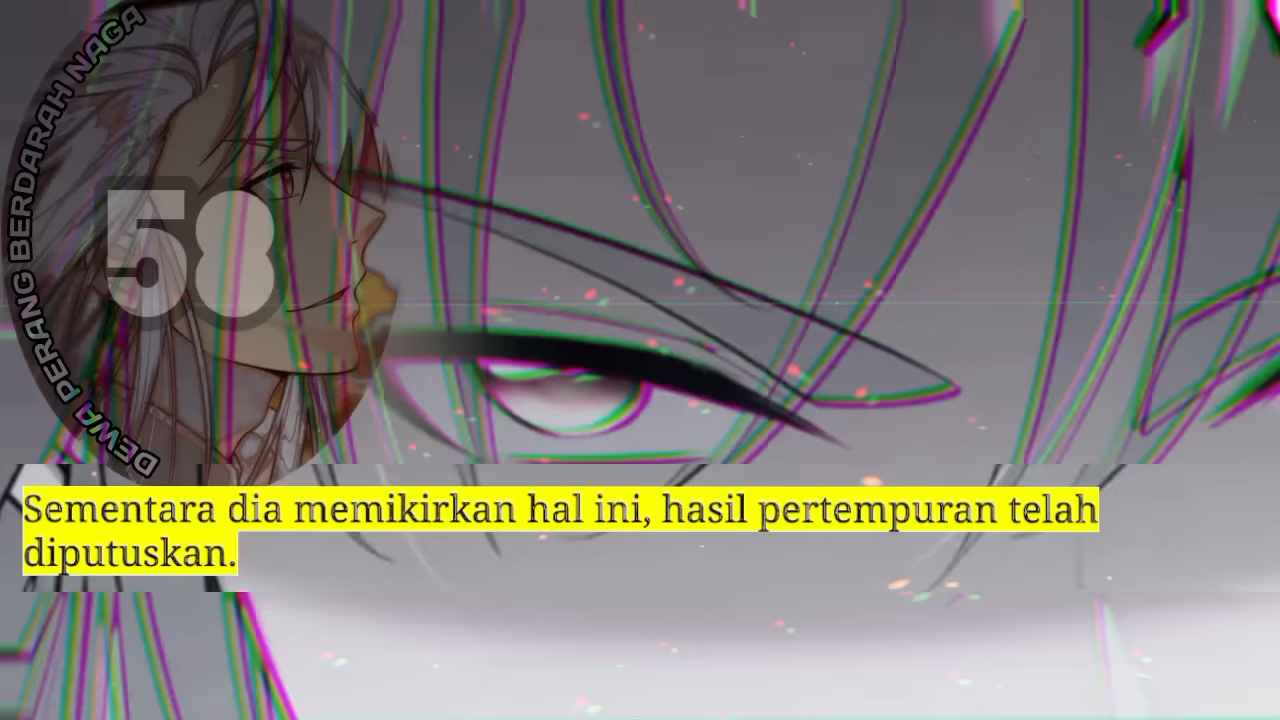 DEWA PERANG BERDARAH NAGA
58
Sementara dia memikirkan hal ini, hasil pertempuran telah
diputuskan.